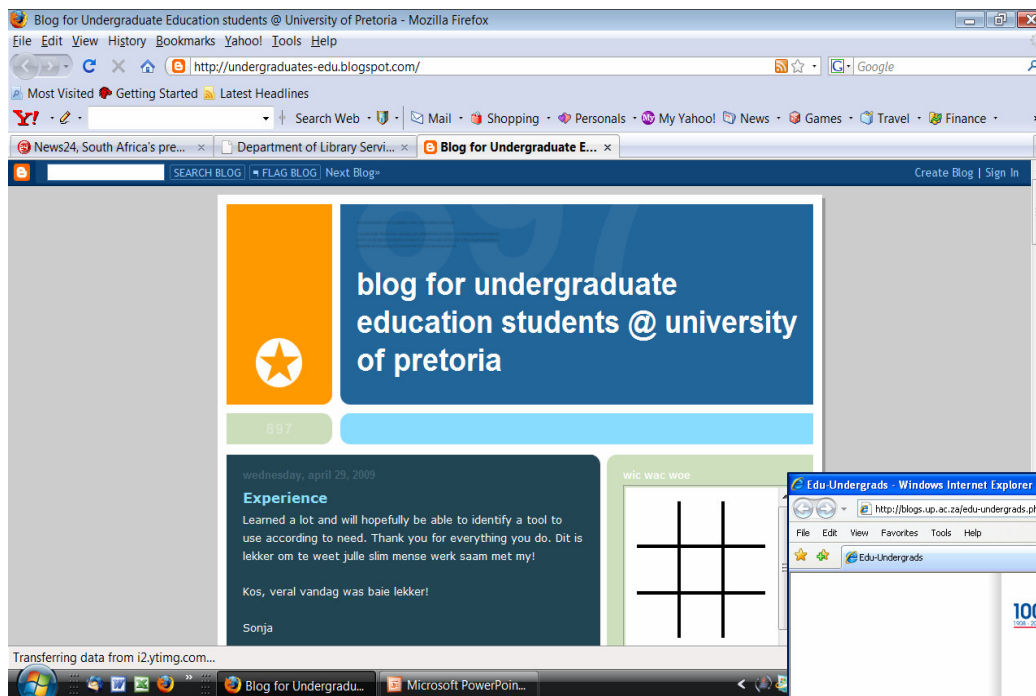 Blog for Undergraduate Education students @ University of Pretoria - Mozilla Firefox
File Edit View History Bookmarks Yahoo! Tools Help
http://undergraduates-edu.blogspot.com/
G Google
Most Visited Getting Started Latest Headlines
Y! Search Web Mail Shopping Personals My Yahoo! News Games Travel Finance
News24, South Africa's pre... Department of Library Servi... Blog for Undergraduate E...
SEARCH BLOG FLAG BLOG Next Blog» Create Blog | Sign In
897
blog for undergraduate
education students @ university
of pretoria
897
wednesday, april 29, 2009
Experience
Learned a lot and will hopefully be able to identify a tool to
use according to need. Thank you for everything you do. Dit is
lekker om te weet julle slim mense werk saam met my!
Kos, veral vandag was baie lekker!
Sonja
wic wac woe
Edu-Undergrads - Windows Internet Explorer
http://blogs.up.ac.za/edu-undergrads.ph
File Edit View Favorites Tools Help
Edu-Undergrads
100
Transferring data from i2.ytimg.com...
Blog for Undergradu... Microsoft PowerPoin...